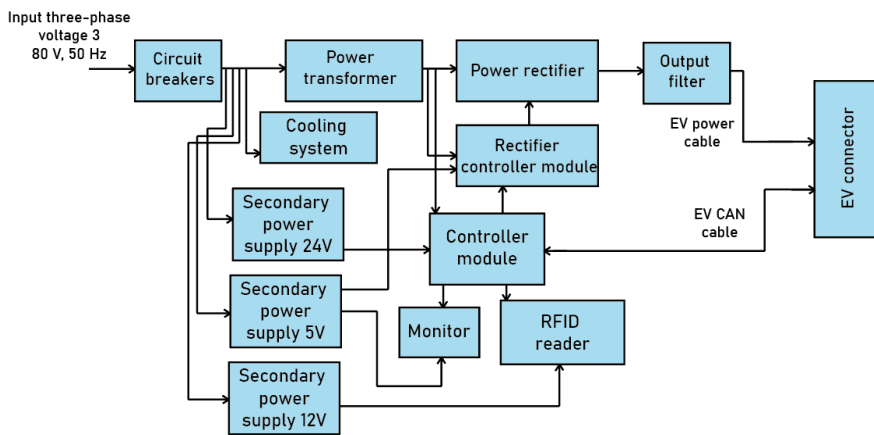 Input three-phase
voltage 3
80 V, 50 Hz
Circuit
breakers
Power
transformer
Power rectifier
Output
filter
EV power
cable
EV connector
Cooling
system
Rectifier
controller module
Secondary
power
supply 24V
Controller
module
EV CAN
cable
Secondary
power
supply 5V
Monitor
RFID
reader
Secondary
power
supply 12V